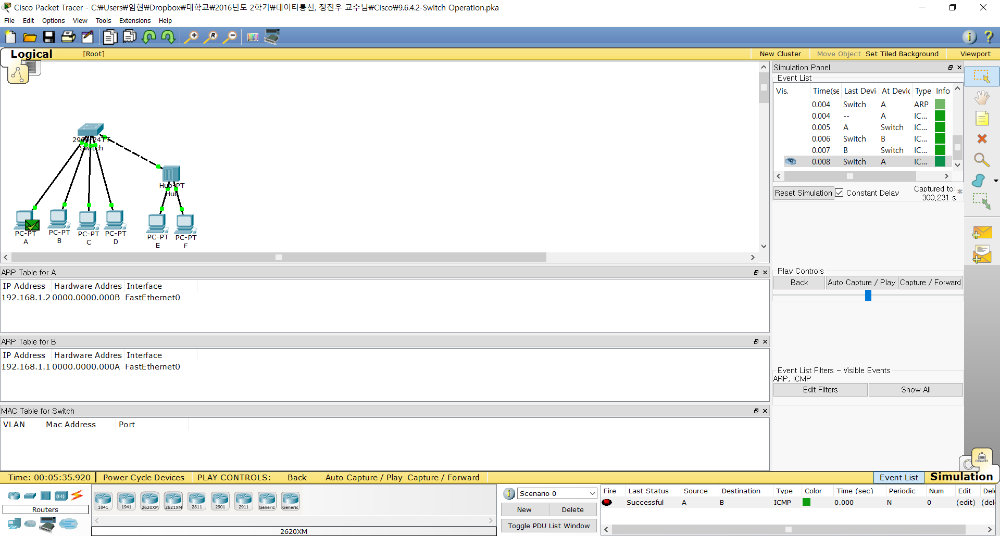 Cisco Packet Tracer - C:₩Users₩임현₩Dropbox₩대학교₩2016년도 2학기₩데이터통신, 정진우 교수님₩Cisco₩9.6.4.2-Switch Operation.pka
File Edit Options View Tools Extensions Help
Logical [Root] New Cluster Move Object Set Tiled Background Viewport
2960-24TT
Switch
Hub-PT
Hub
PC-PT
A
PC-PT
B
PC-PT
C
PC-PT
D
PC-PT
E
PC-PT
F
Simulation Panel
Event List
Vis. Time(se Last Devi At Devic Type Info
0.004 Switch A ARP
0.004 -- A IC...
0.005 A Switch IC...
0.006 Switch B IC...
0.007 B Switch IC...
0.008 Switch A IC...
Reset Simulation Constant Delay Captured to:
300,231 s
Play Controls
Back Auto Capture / Play Capture / Forward
Event List Filters - Visible Events
ARP, ICMP
Edit Filters Show All
ARP Table for A
IP Address Hardware Addres Interface
192.168.1.2 0000.0000.000B FastEthernet0
ARP Table for B
IP Address Hardware Addres Interface
192.168.1.1 0000.0000.000A FastEthernet0
MAC Table for Switch
VLAN Mac Address Port
Time: 00:05:35.920 Power Cycle Devices PLAY CONTROLS: Back Auto Capture / Play Capture / Forward Event List Simulation
Routers
1841 1941 2620XM 2621XM 2811 2901 2911 Generic Generic
2620XM
Scenario 0
New Delete
Toggle PDU List Window
Fire Last Status Source Destination Type Color Time (sec) Periodic Num Edit Dele
Successful A B ICMP 0.000 N 0 (edit) (del